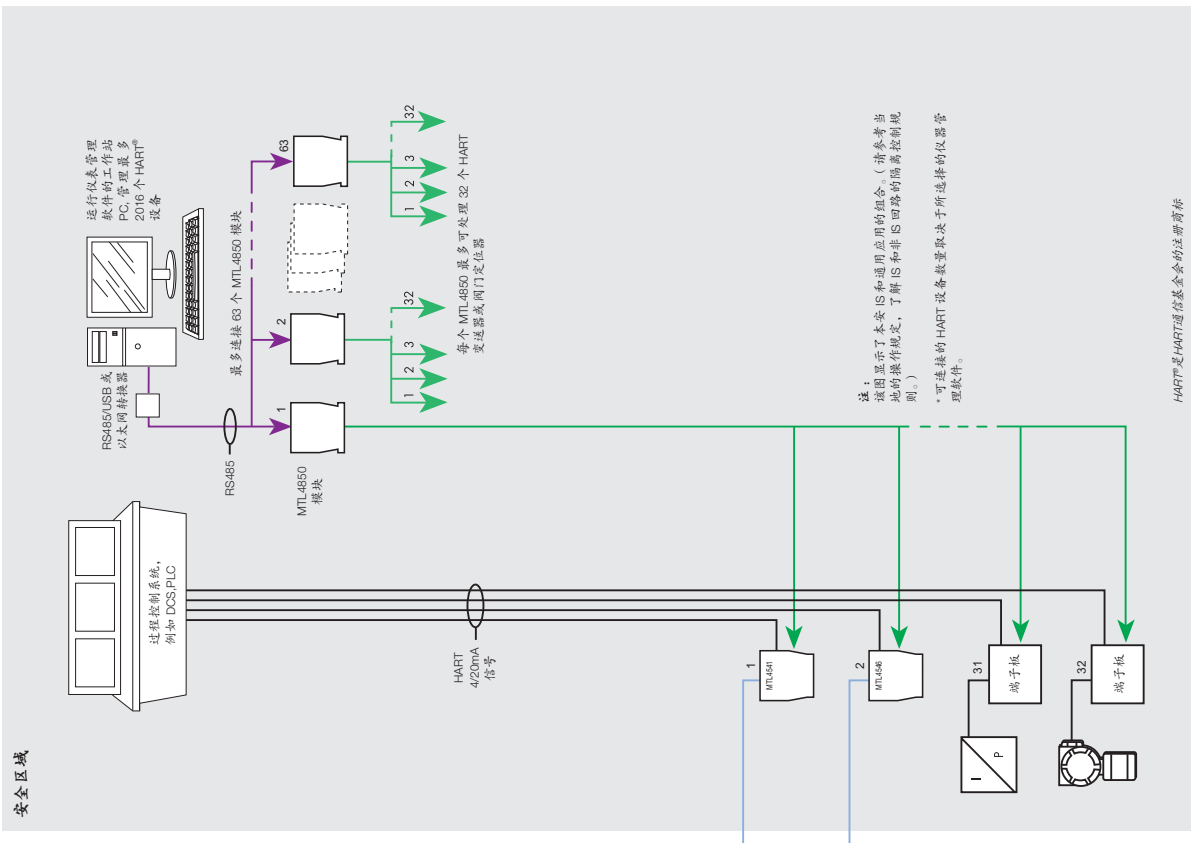 安全区域
过程控制系统,
例如 DCS,PLC
HART
4/20mA
信号
RS485/USB 或
以太网转换器
运行仪表管理
软件的工作站
PC, 管理最多
2016 个 HART®
设备
RS485
最多连接 63 个 MTL4850 模块
MTL4850
模块
1
2
63
1
2
3
32
1
2
3
32
每个 MTL4850 最多可处理 32 个 HART
变送器或阀门定位器
1
MTL4541
2
MTL4546
31
端子板
32
端子板
I
P
注:
该图显示了本安 IS 和通用应用的组合。(请参考当
地的操作规定,了解 IS 和非 IS 回路的隔离控制规
则。)
* 可连接的 HART 设备数量取决于所选择的仪器管
理软件。
HART®是HART通信基金会的注册商标